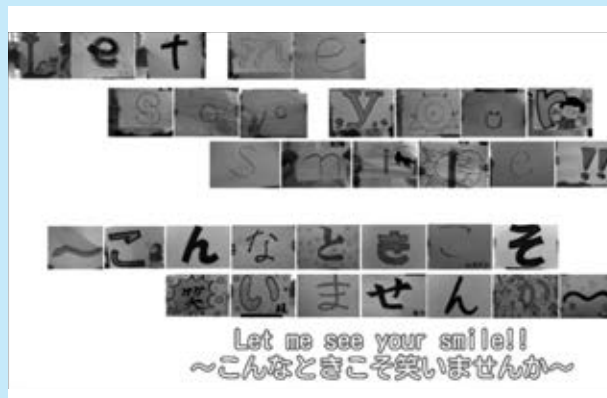 Let me
see your
smile!!
～こんなときこそ
笑いませんか～
Let me see your smile!!
～こんなときこそ笑いませんか～